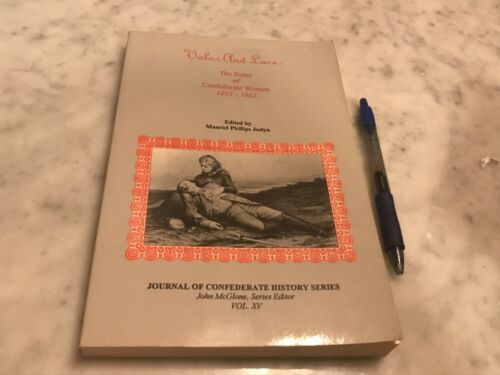 Valor And Lace:
The Roles
of
Confederate Women
1861 - 1865
Edited by
Mauriel Phillips Joslyn
JOURNAL OF CONFEDERATE HISTORY SERIES
John McGlone, Series Editor
VOL. XV